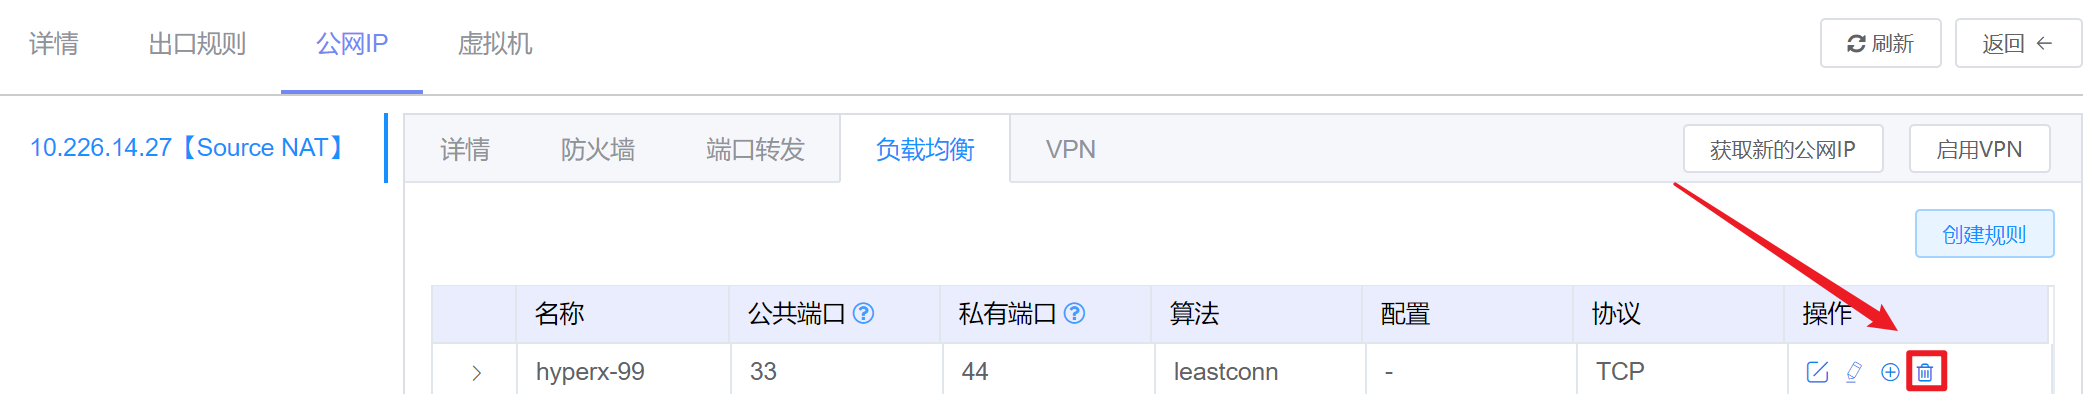 详情 出口规则 公网IP 虚拟机 刷新 返回 ←
10.226.14.27【Source NAT】 详情 防火墙 端口转发 负载均衡 VPN 获取新的公网IP 启用VPN
创建规则
名称 公共端口 ? 私有端口 ? 算法 配置 协议 操作
hyperx-99 33 44 leastconn - TCP